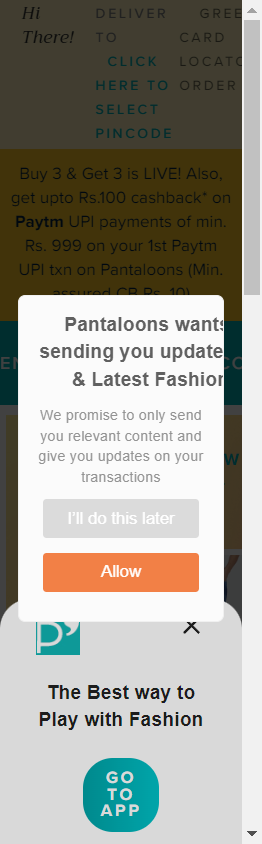 Hi
There!
DELIVER
TO
CLICK
HERE TO
SELECT
PINCODE
GREE
CARD
LOCATO
ORDER
Buy 3 & Get 3 is LIVE! Also,
get upto Rs.100 cashback* on
Paytm UPI payments of min.
Rs. 999 on your 1st Paytm
UPI txn on Pantaloons (Min.
assured CB Rs. 10)
Pantaloons wants
sending you update
& Latest Fashion
We promise to only send
you relevant content and
give you updates on your
transactions
I'll do this later
Allow
The Best way to
Play with Fashion
GO
TO
APP